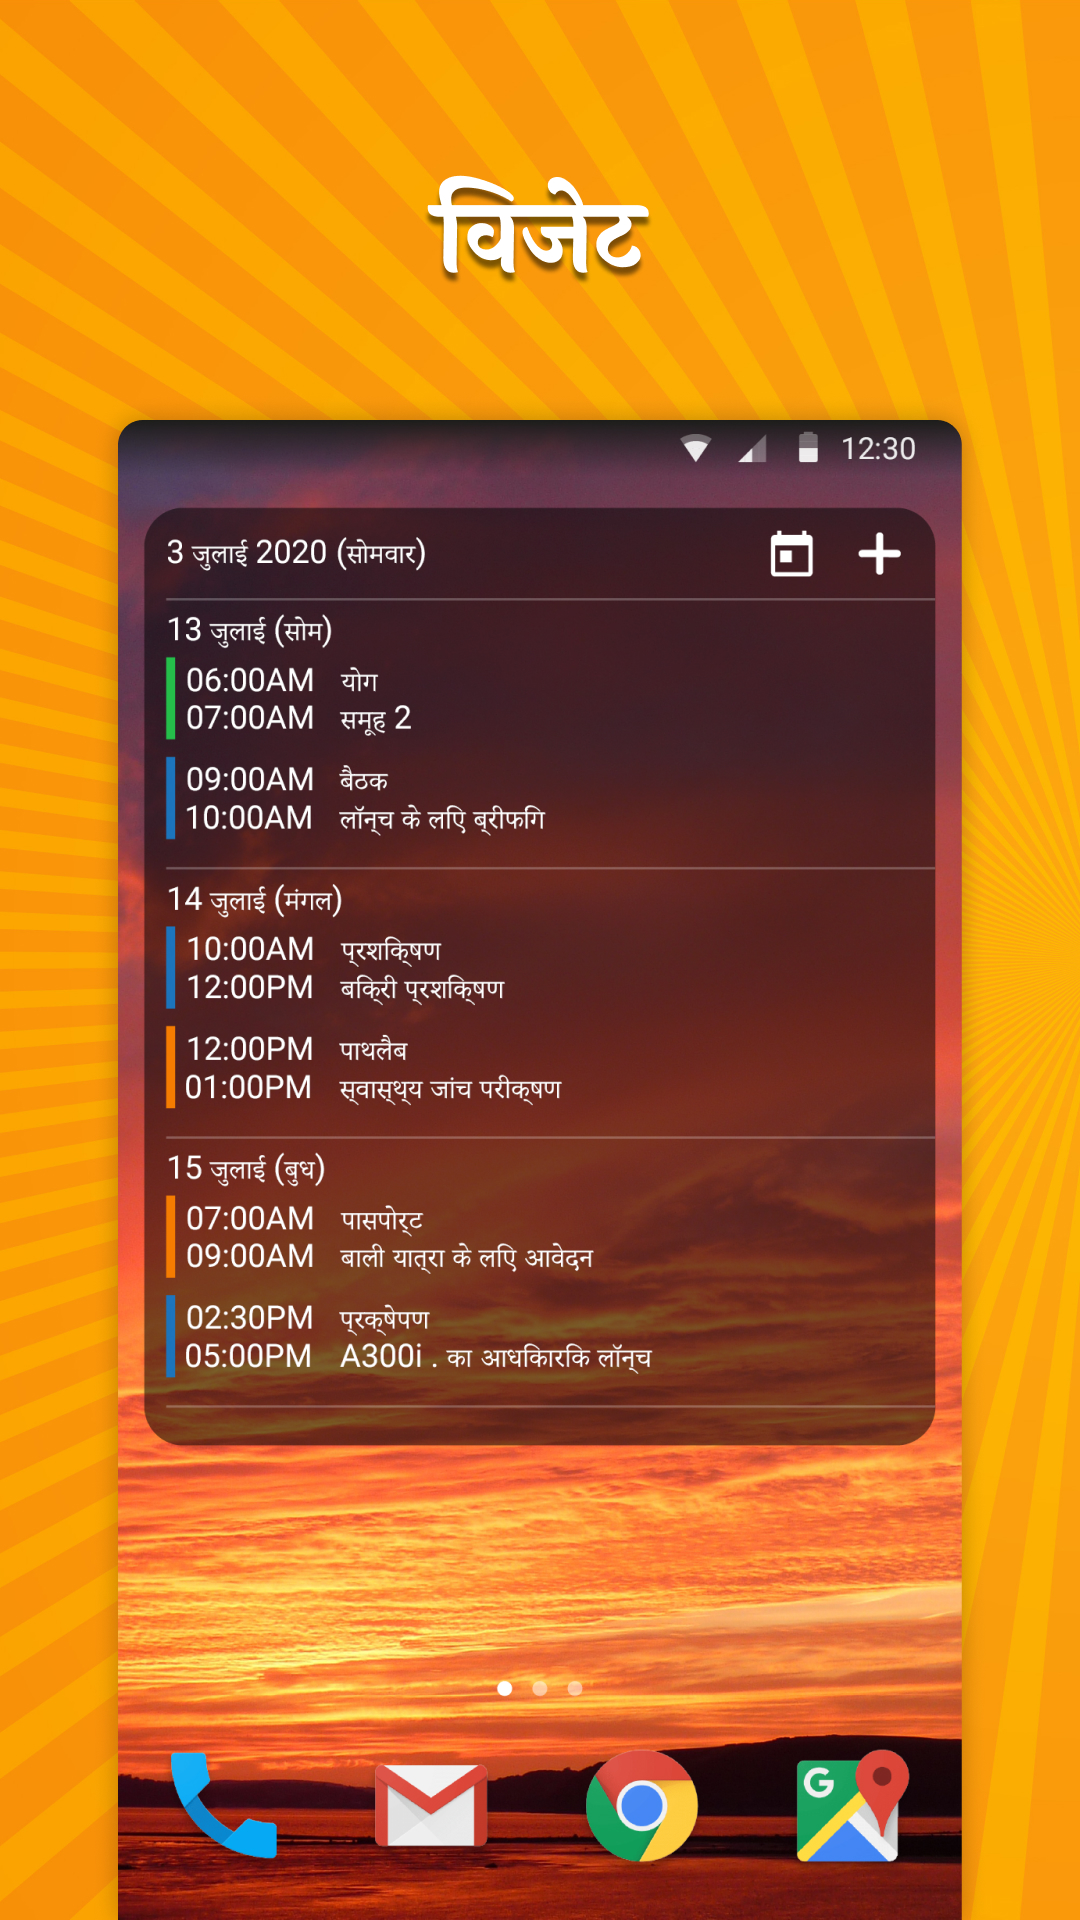 विजेट
12:30
3 जुलाई 2020 (सोमवार)
13 जुलाई (सोम)
06:00AM योग
07:00AM समूह 2
09:00AM बैठक
10:00AM लॉन्च के लिए ब्रीफिंग
14 जुलाई (मंगल)
10:00AM प्रशिक्षण
12:00PM बिक्री प्रशिक्षण
12:00PM पाथलैब
01:00PM स्वास्थ्य जांच परीक्षण
15 जुलाई (बुध)
07:00AM पासपोर्ट
09:00AM बाली यात्रा के लिए आवेदन
02:30PM प्रक्षेपण
05:00PM A300i . का आधिकारिक लॉन्च
G